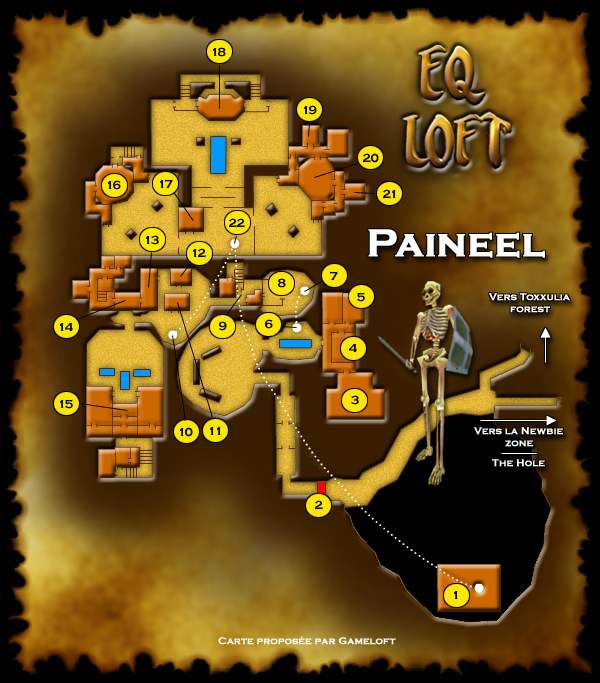 EQ
LOFT
PAINEEL
VERS TOXXULIA
FOREST
VERS LA NEWBIE
ZONE
THE HOLE
18
19
20
16
17
21
22
13
12
8
7
5
14
9
6
4
3
15
10
11
2
1
CARTE PROPOSÉE PAR GAMELOFT